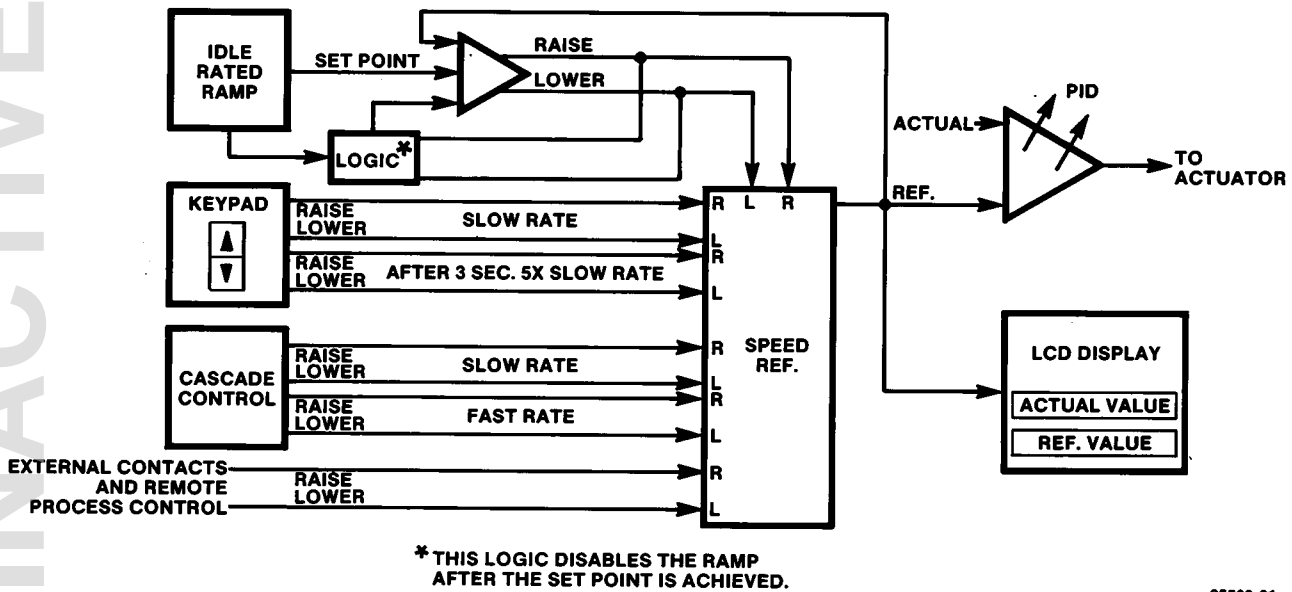 INACTIVE
IDLE
RATED
RAMP
SET POINT
RAISE
LOWER
LOGIC*
PID
ACTUAL
REF.
TO
ACTUATOR
KEYPAD
RAISE
LOWER
SLOW RATE
RAISE
LOWER
AFTER 3 SEC. 5X SLOW RATE
CASCADE
CONTROL
RAISE
LOWER
SLOW RATE
RAISE
LOWER
FAST RATE
EXTERNAL CONTACTS
AND REMOTE
PROCESS CONTROL
RAISE
LOWER
R L R
L
R
L
R
L
R
L
R
L
SPEED
REF.
LCD DISPLAY
ACTUAL VALUE
REF. VALUE
* THIS LOGIC DISABLES THE RAMP
AFTER THE SET POINT IS ACHIEVED.